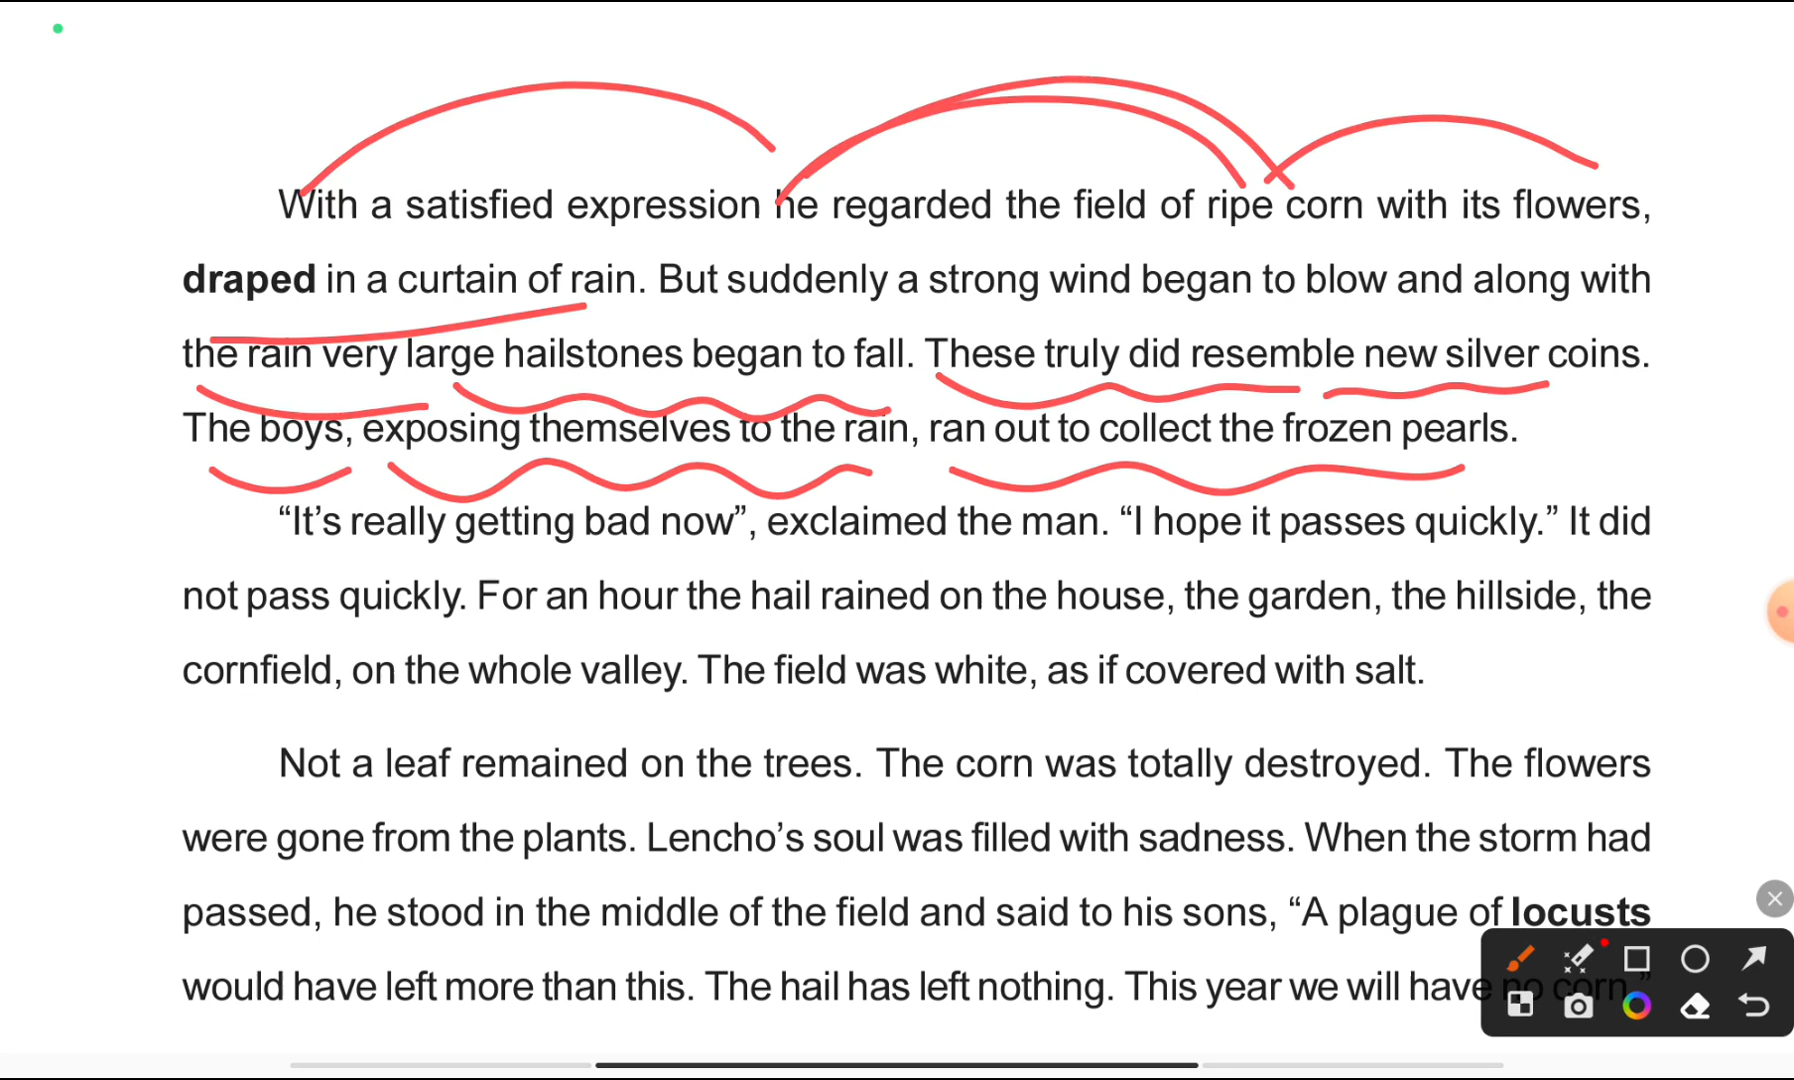 With a satisfied expression he regarded the field of ripe corn with its flowers,
draped in a curtain of rain. But suddenly a strong wind began to blow and along with
the rain very large hailstones began to fall. These truly did resemble new silver coins.
The boys, exposing themselves to the rain, ran out to collect the frozen pearls.
“It’s really getting bad now”, exclaimed the man. “I hope it passes quickly.” It did
not pass quickly. For an hour the hail rained on the house, the garden, the hillside, the
cornfield, on the whole valley. The field was white, as if covered with salt.
Not a leaf remained on the trees. The corn was totally destroyed. The flowers
were gone from the plants. Lencho’s soul was filled with sadness. When the storm had
passed, he stood in the middle of the field and said to his sons, “A plague of locusts
would have left more than this. The hail has left nothing. This year we will have no corn.”